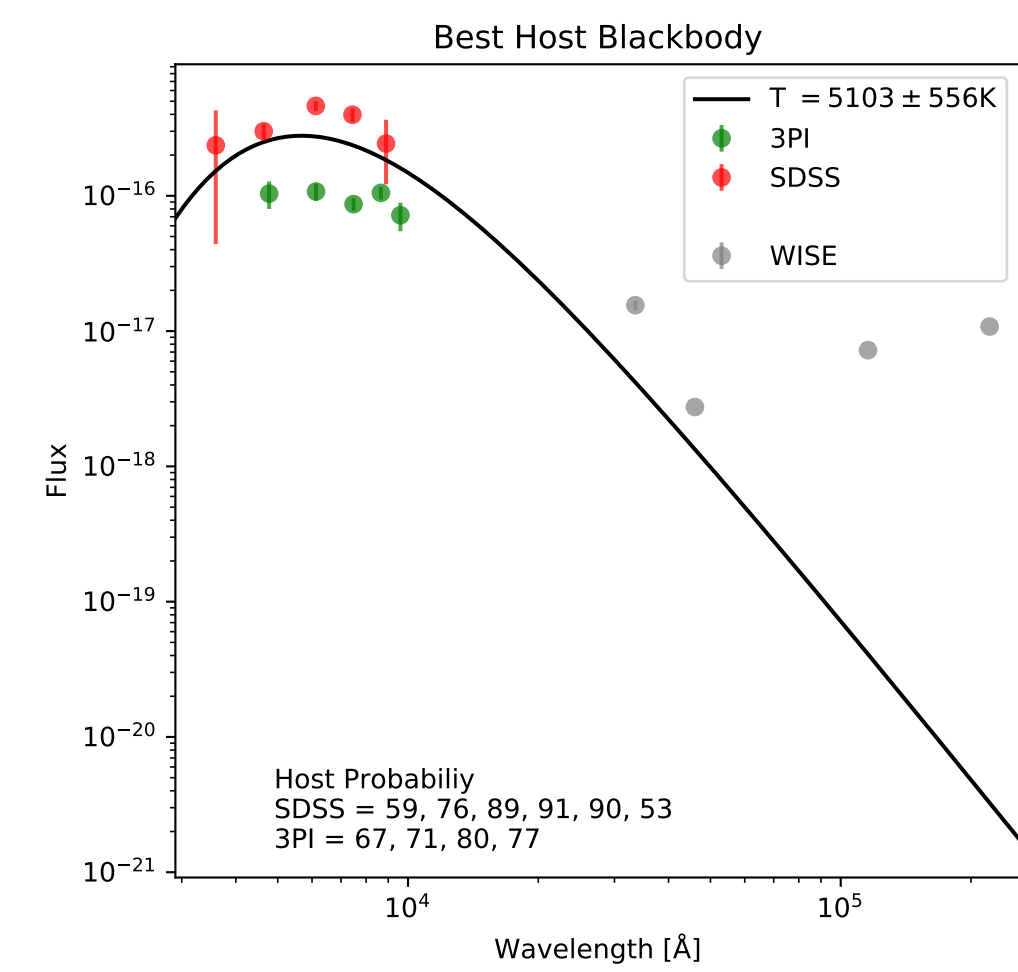 Best Host Blackbody
T = 5103 ± 556K
3PI
SDSS
WISE
Flux
10⁻¹⁶
10⁻¹⁷
10⁻¹⁸
10⁻¹⁹
10⁻²⁰
10⁻²¹
Host Probabiliy
SDSS = 59, 76, 89, 91, 90, 53
3PI = 67, 71, 80, 77
10⁴
10⁵
Wavelength [Å]